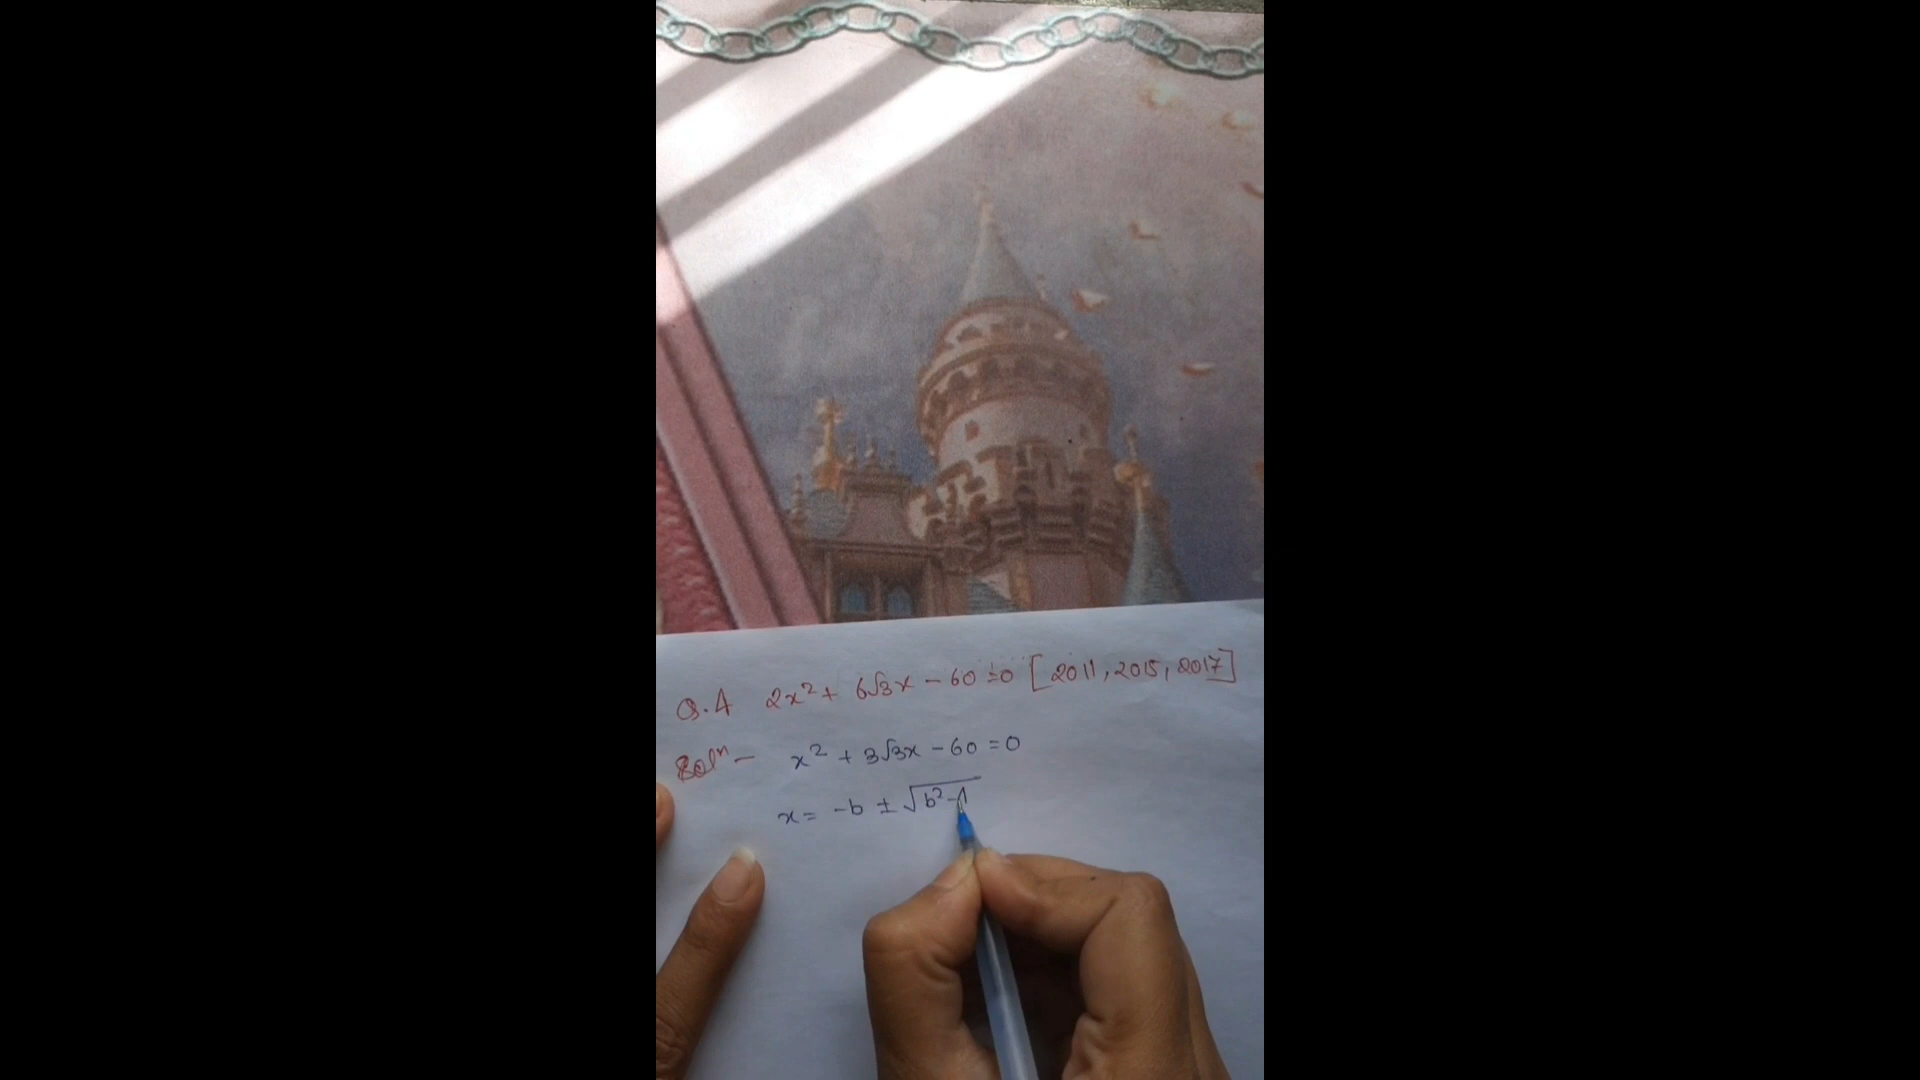 Q.4 2x² + 6√3x - 60 = 0 [2011, 2015, 2017]
Solⁿ - x² + 3√3x - 60 = 0
x = -b ± √b² - 4